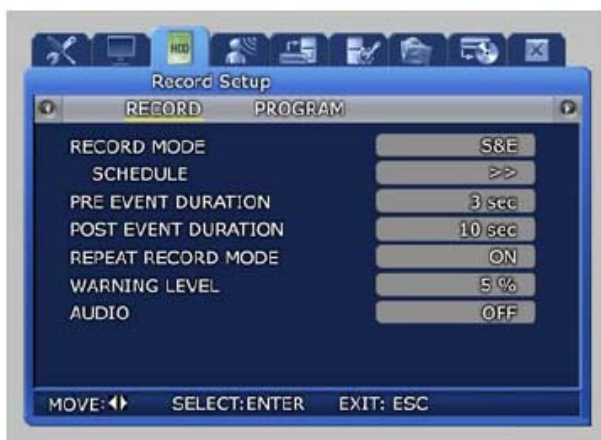 HDD
Record Setup
RECORD PROGRAM
RECORD MODE S&E
SCHEDULE >>
PRE EVENT DURATION 3 sec
POST EVENT DURATION 10 sec
REPEAT RECORD MODE ON
WARNING LEVEL 5 %
AUDIO OFF
MOVE: SELECT:ENTER EXIT: ESC